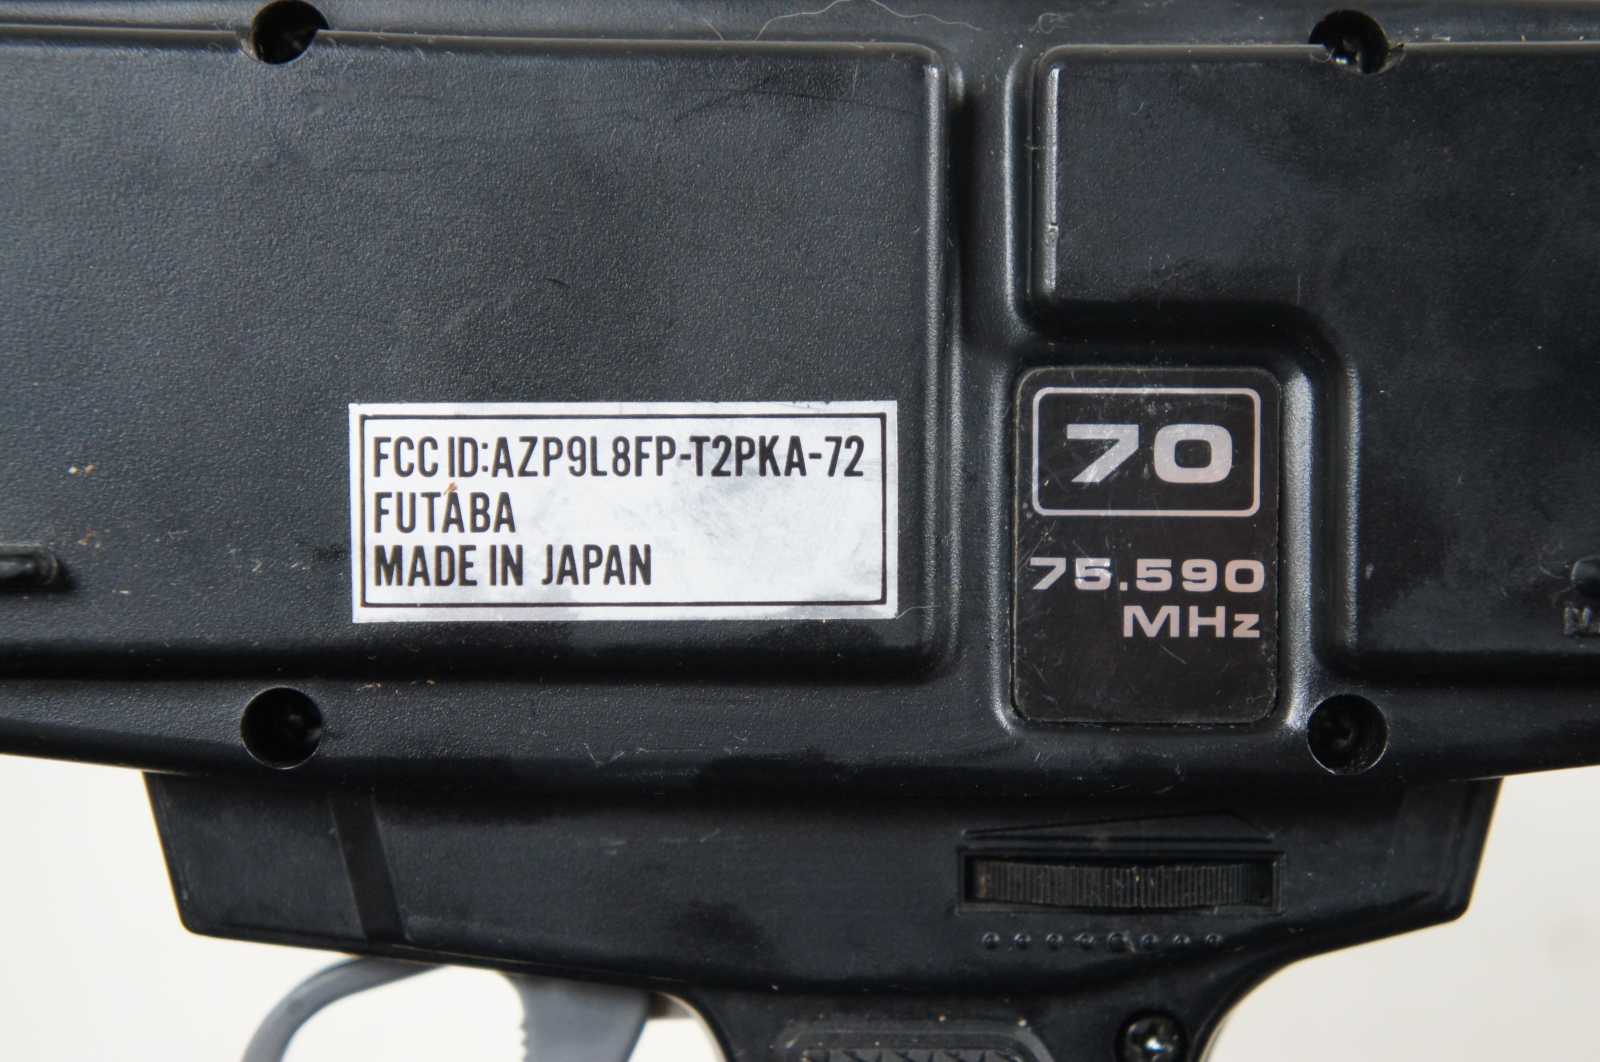 FCC ID:AZP9L8FP-T2PKA-72
FUTABA
MADE IN JAPAN
70
75.590
MHz